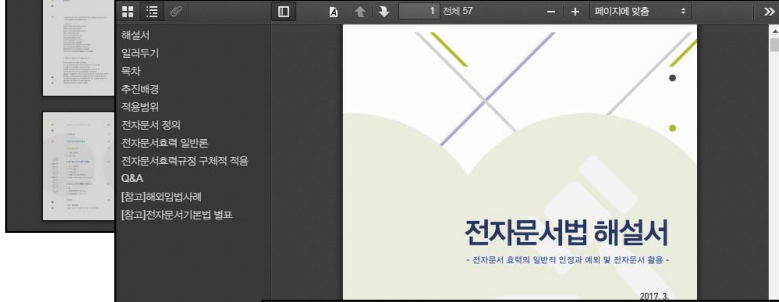 1 전체 57
페이지에 맞춤
해설서
일러두기
목차
추진배경
적용범위
전자문서 정의
전자문서효력 일반론
전자문서효력규정 구체적 적용
Q&A
[참고]해외입법사례
[참고]전자문서기본법 별표
전자문서법 해설서
- 전자문서 효력의 일반적 인정과 예외 및 전자문서 활용 -
2017. 3.